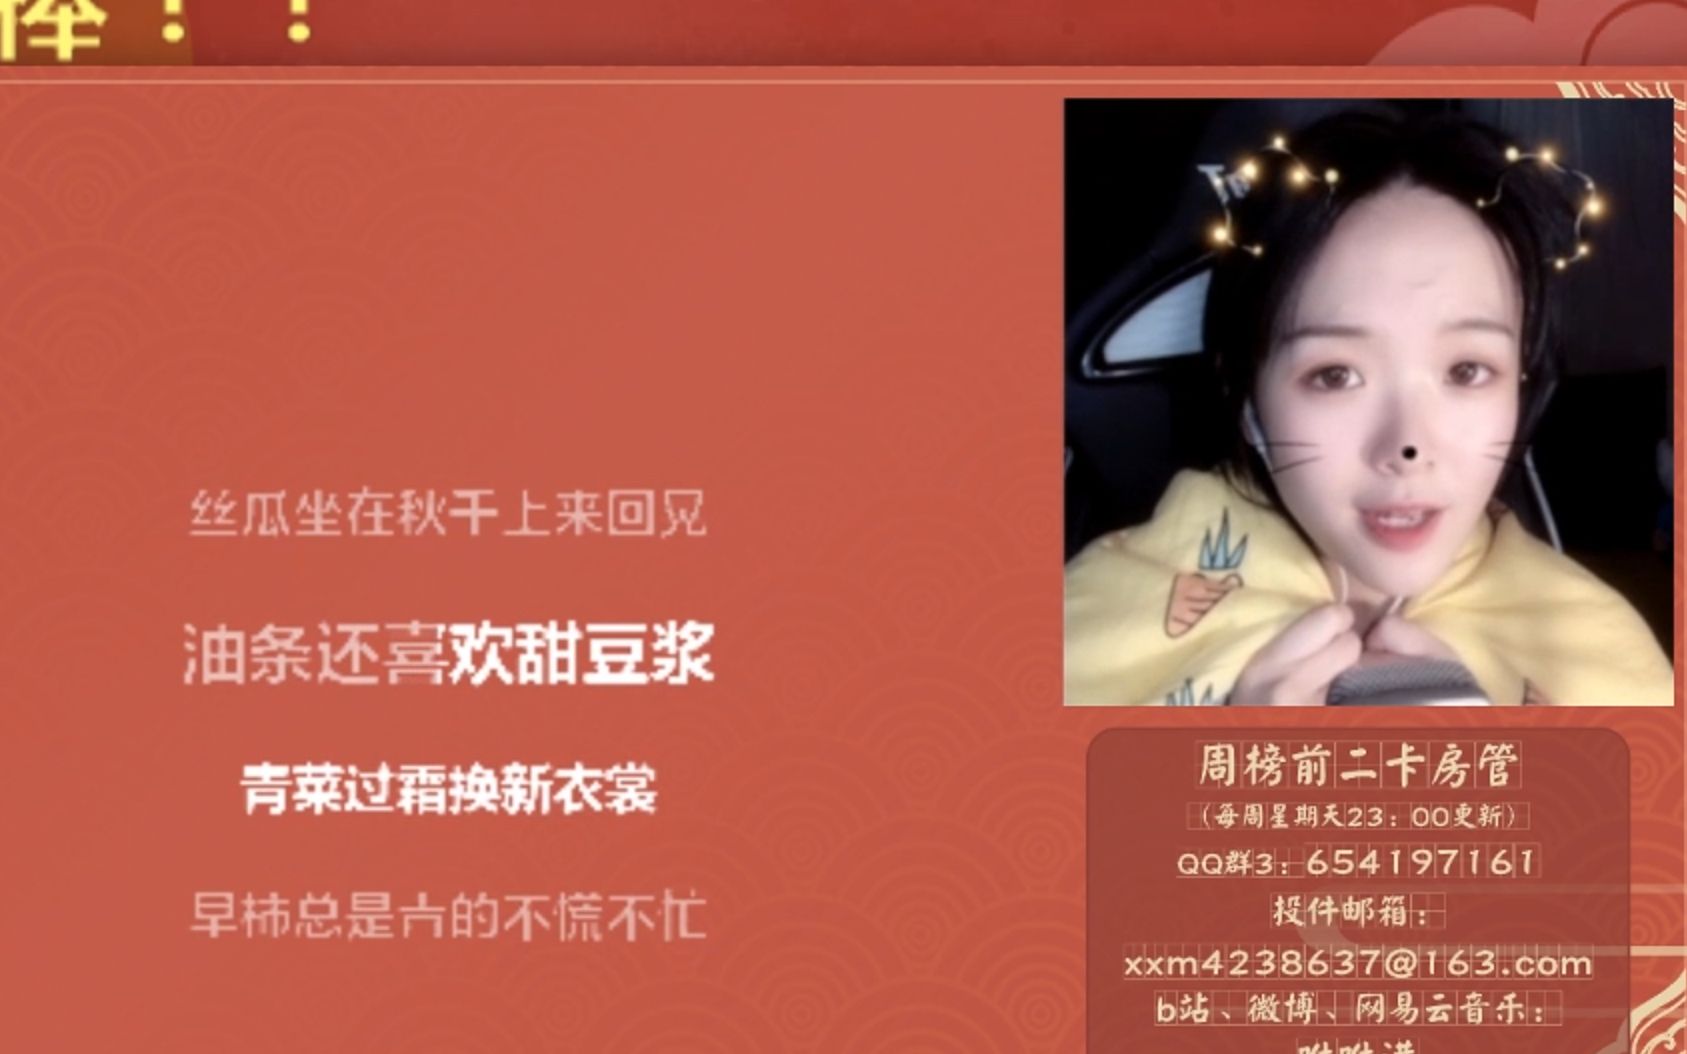 棒！！
丝瓜坐在秋千上来回晃
油条还喜欢甜豆浆
青菜过霜换新衣裳
早柿总是的不慌不忙
周榜前二卡房管
（每周星期天23：00更新）
QQ群3：654197161
投件邮箱：
xxm4238637@163.com
b站、微博、网易云音乐：